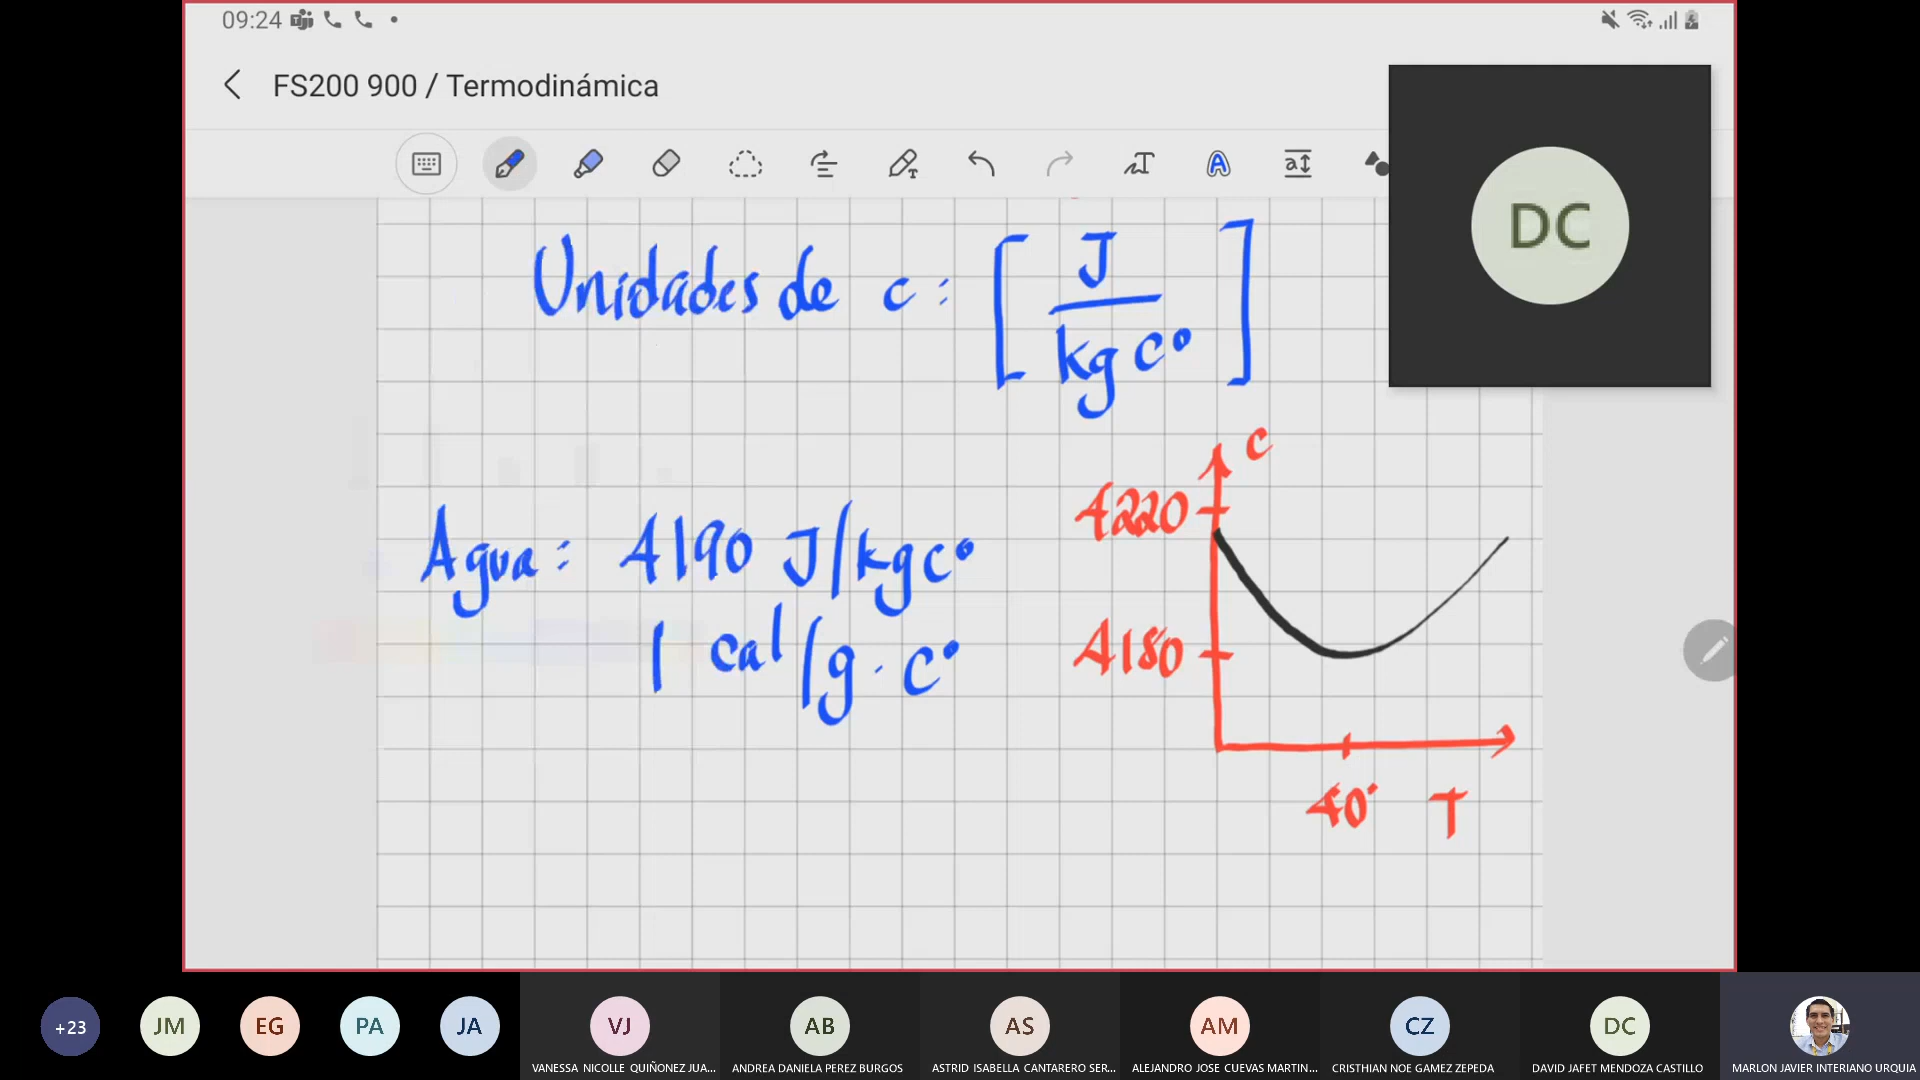 09:24
FS200 900 / Termodinámica
DC
Unidades de c: [ J / kg C° ]
Agua: 4190 J/kg C°
1 cal/g · C°
c
4220
4180
40° T
+23 JM EG PA JA VJ AB AS AM CZ DC
VANESSA NICOLLE QUIÑONEZ JUA... ANDREA DANIELA PEREZ BURGOS ASTRID ISABELLA CANTARERO SER... ALEJANDRO JOSE CUEVAS MARTIN... CRISTHIAN NOE GAMEZ ZEPEDA DAVID JAFET MENDOZA CASTILLO MARLON JAVIER INTERIANO URQUIA